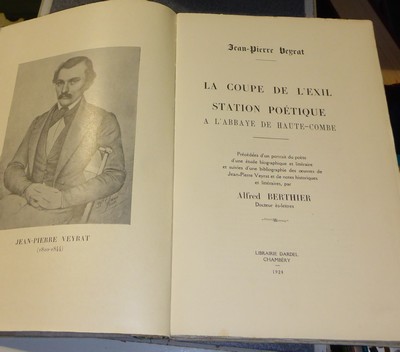 JEAN-PIERRE VEYRAT
Jean-Pierre Veyrat
LA COUPE DE L'EXIL
STATION POÉTIQUE
A L'ABBAYE DE HAUTE-COMBE
Précédées d'un portrait du poète
d'une étude biographique et littéraire
et suivies d'une bibliographie des œuvres de
Jean-Pierre Veyrat et de notes historiques
et littéraires, par
Alfred BERTHIER
Docteur ès-lettres
LIBRAIRIE DARDEL
CHAMBÉRY